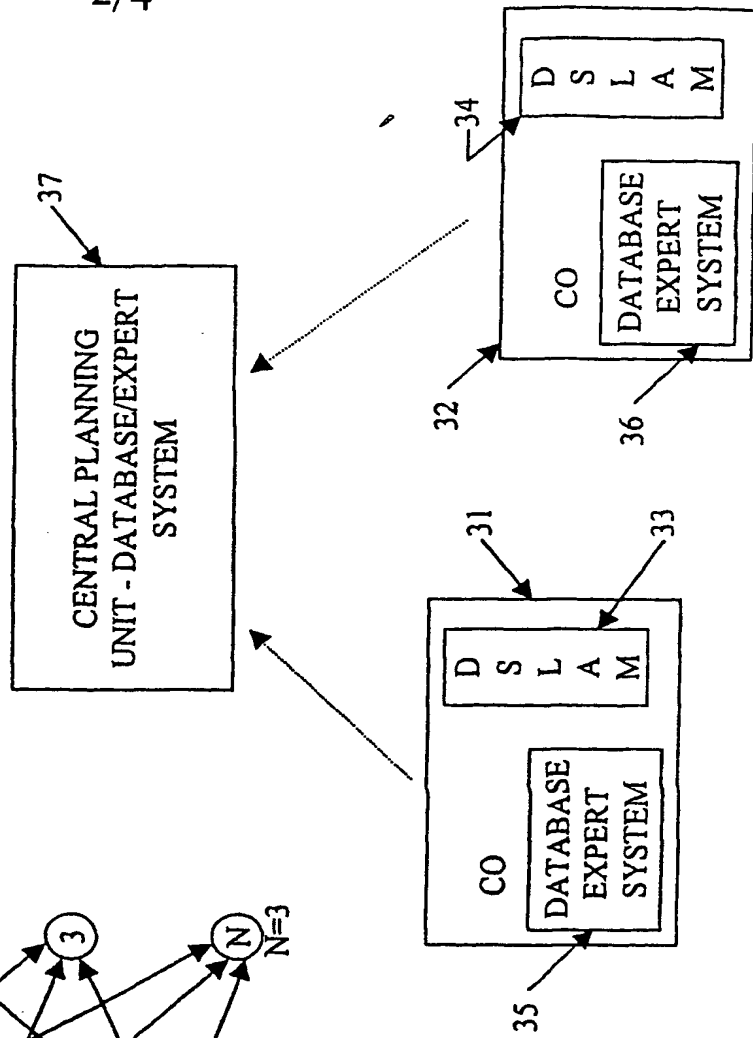 2/4
37
CENTRAL PLANNING
UNIT - DATABASE/EXPERT
SYSTEM
3
N
N=3
31
33
CO
D
S
L
A
M
DATABASE
EXPERT
SYSTEM
35
32
34
CO
D
S
L
A
M
DATABASE
EXPERT
SYSTEM
36